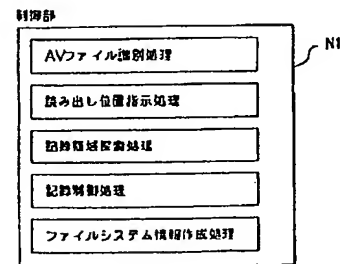 制御部
N1
AVファイル識別処理
読み出し位置指示処理
記録領域探索処理
記録制御処理
ファイルシステム情報作成処理